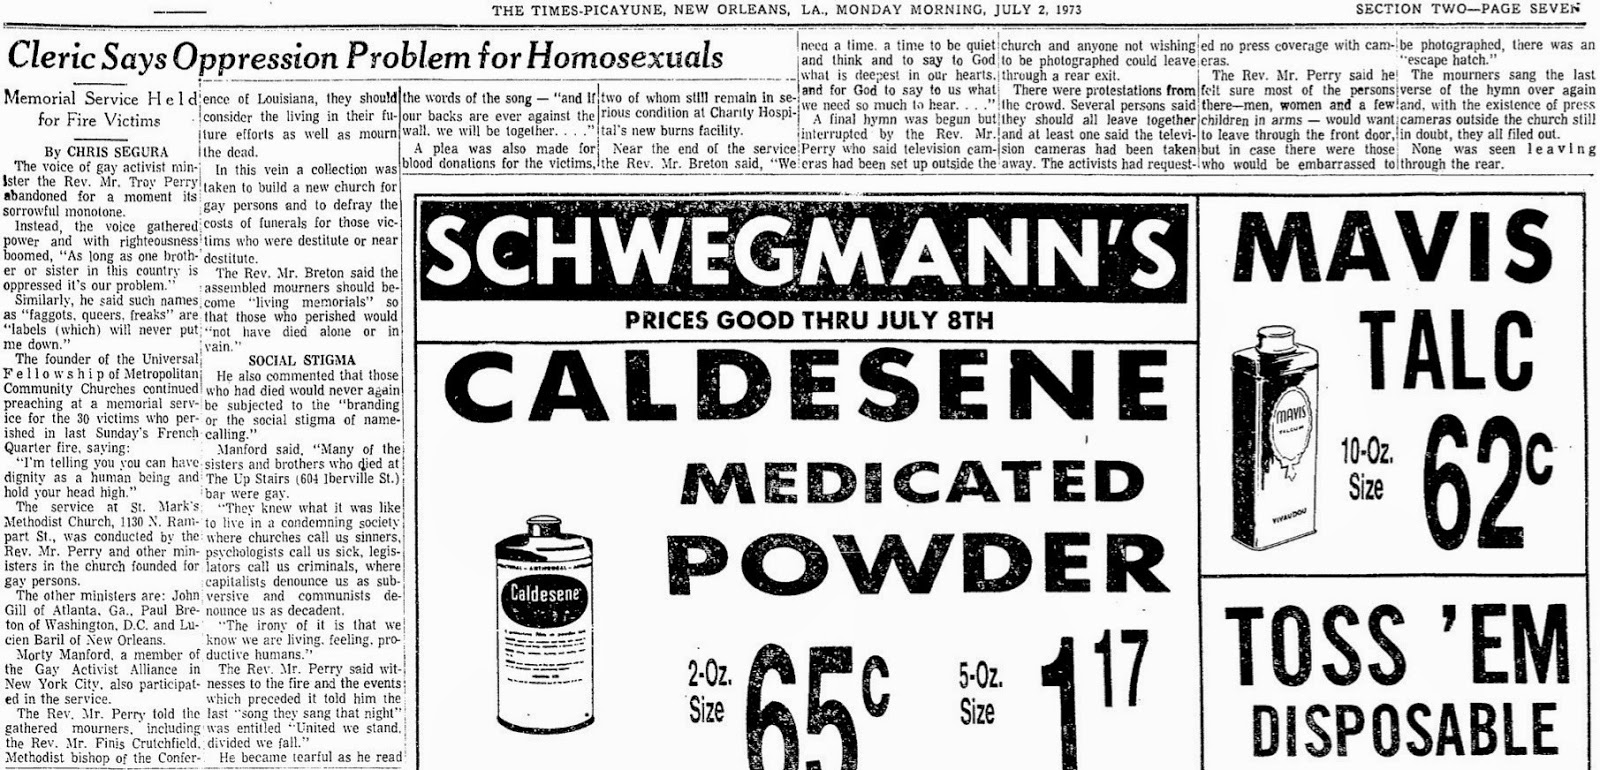 THE TIMES-PICAYUNE, NEW ORLEANS, LA., MONDAY MORNING, JULY 2, 1973
SECTION TWO—PAGE SEVEN
Cleric Says Oppression Problem for Homosexuals
Memorial Service Held
for Fire Victims
By CHRIS SEGURA
The voice of gay activist min-
ister the Rev. Mr. Troy Perry
abandoned for a moment its
sorrowful monotone.
Instead, the voice gathered
power and with righteousness
boomed, "As long as one broth-
er or sister in this country is
oppressed it's our problem."
Similarly, he said such names
as "faggots, queers, freaks" are
"labels (which) will never put
me down."
The founder of the Universal
Fellowship of Metropolitan
Community Churches continued
preaching at a memorial serv-
ice for the 30 victims who per-
ished in last Sunday's French
Quarter fire, saying:
"I'm telling you you can have
dignity as a human being and
hold your head high."
The service at St. Mark's
Methodist Church, 1130 N. Ram-
part St., was conducted by the
Rev. Mr. Perry and other min-
isters in the church founded for
gay persons.
The other ministers are: John
Gill of Atlanta, Ga., Paul Bre-
ton of Washington, D.C. and Lu-
cien Baril of New Orleans.
Morty Manford, a member of
the Gay Activist Alliance in
New York City, also participat-
ed in the service.
The Rev. Mr. Perry told the
gathered mourners, including
the Rev. Mr. Finis Crutchfield,
Methodist bishop of the Confer-
ence of Louisiana, they should
consider the living in their fu-
ture efforts as well as mourn
the dead.
In this vein a collection was
taken to build a new church for
gay persons and to defray the
costs of funerals for those vic-
tims who were destitute or near
destitute.
The Rev. Mr. Breton said the
assembled mourners should be-
come "living memorials" so
that those who perished would
"not have died alone or in
vain."
SOCIAL STIGMA
He also commented that those
who had died would never again
be subjected to the "branding
or the social stigma of name-
calling."
Manford said, "Many of the
sisters and brothers who died at
The Up Stairs (604 Iberville St.)
bar were gay.
"They knew what it was like
to live in a condemning society
where churches call us sinners,
psychologists call us sick, legis-
lators call us criminals, where
capitalists denounce us as sub-
versive and communists de-
nounce us as decadent.
"The irony of it is that we
know we are living, feeling, pro-
ductive humans."
The Rev. Mr. Perry said wit-
nesses to the fire and the events
which preceded it told him the
last "song they sang that night"
was entitled "United we stand,
divided we fall."
He became tearful as he read
the words of the song — "and if
our backs are ever against the
wall, we will be together. . . ."
A plea was also made for
blood donations for the victims,
two of whom still remain in se-
rious condition at Charity Hospi-
tal's new burns facility.
Near the end of the service
the Rev. Mr. Breton said, "We
need a time, a time to be quiet
and think and to say to God
what is deepest in our hearts,
and for God to say to us what
we need so much to hear. . . ."
A final hymn was begun but
interrupted by the Rev. Mr.
Perry who said television cam-
eras had been set up outside the
church and anyone not wishing
to be photographed could leave
through a rear exit.
There were protestations from
the crowd. Several persons said
they should all leave together
and at least one said the televi-
sion cameras had been taken
away. The activists had request-
ed no press coverage with cam-
eras.
The Rev. Mr. Perry said he
felt sure most of the persons
there—men, women and a few
children in arms — would want
to leave through the front door,
but in case there were those
who would be embarrassed to
be photographed, there was an
"escape hatch."
The mourners sang the last
verse of the hymn over again
and, with the existence of press
cameras outside the church still
in doubt, they all filed out.
None was seen leaving
through the rear.
SCHWEGMANN'S
PRICES GOOD THRU JULY 8TH
CALDESENE
MEDICATED
POWDER
Caldesene
2-Oz.
Size
65c
5-Oz.
Size
1 17
MAVIS
TALC
MAVIS
TALCUM
VIVAUDOU
10-Oz.
Size
62c
TOSS 'EM
DISPOSABLE